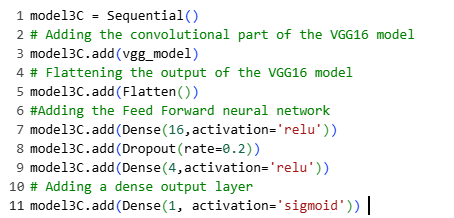 1 model3C = Sequential()
2 # Adding the convolutional part of the VGG16 model
3 model3C.add(vgg_model)
4 # Flattening the output of the VGG16 model
5 model3C.add(Flatten())
6 #Adding the Feed Forward neural network
7 model3C.add(Dense(16,activation='relu'))
8 model3C.add(Dropout(rate=0.2))
9 model3C.add(Dense(4,activation='relu'))
10 # Adding a dense output layer
11 model3C.add(Dense(1, activation='sigmoid'))